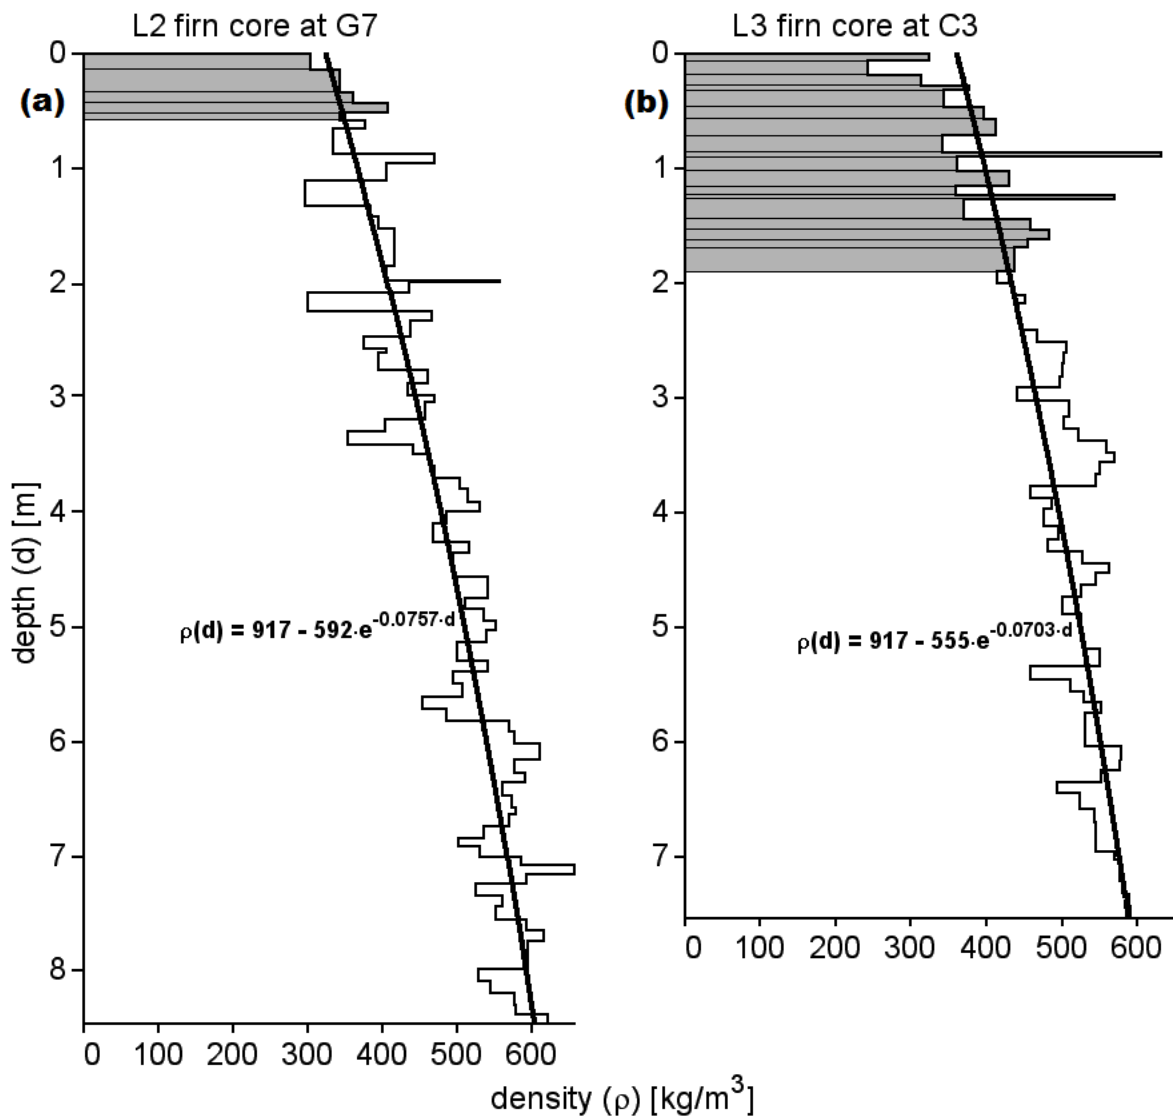 L2 firn core at G7
L3 firn core at C3
(a)
(b)
0
1
2
3
4
5
6
7
8
0
1
2
3
4
5
6
7
depth (d) [m]
ρ(d) = 917 - 592·e^-0.0757·d
ρ(d) = 917 - 555·e^-0.0703·d
0 100 200 300 400 500 600
0 100 200 300 400 500 600
density (ρ) [kg/m³]